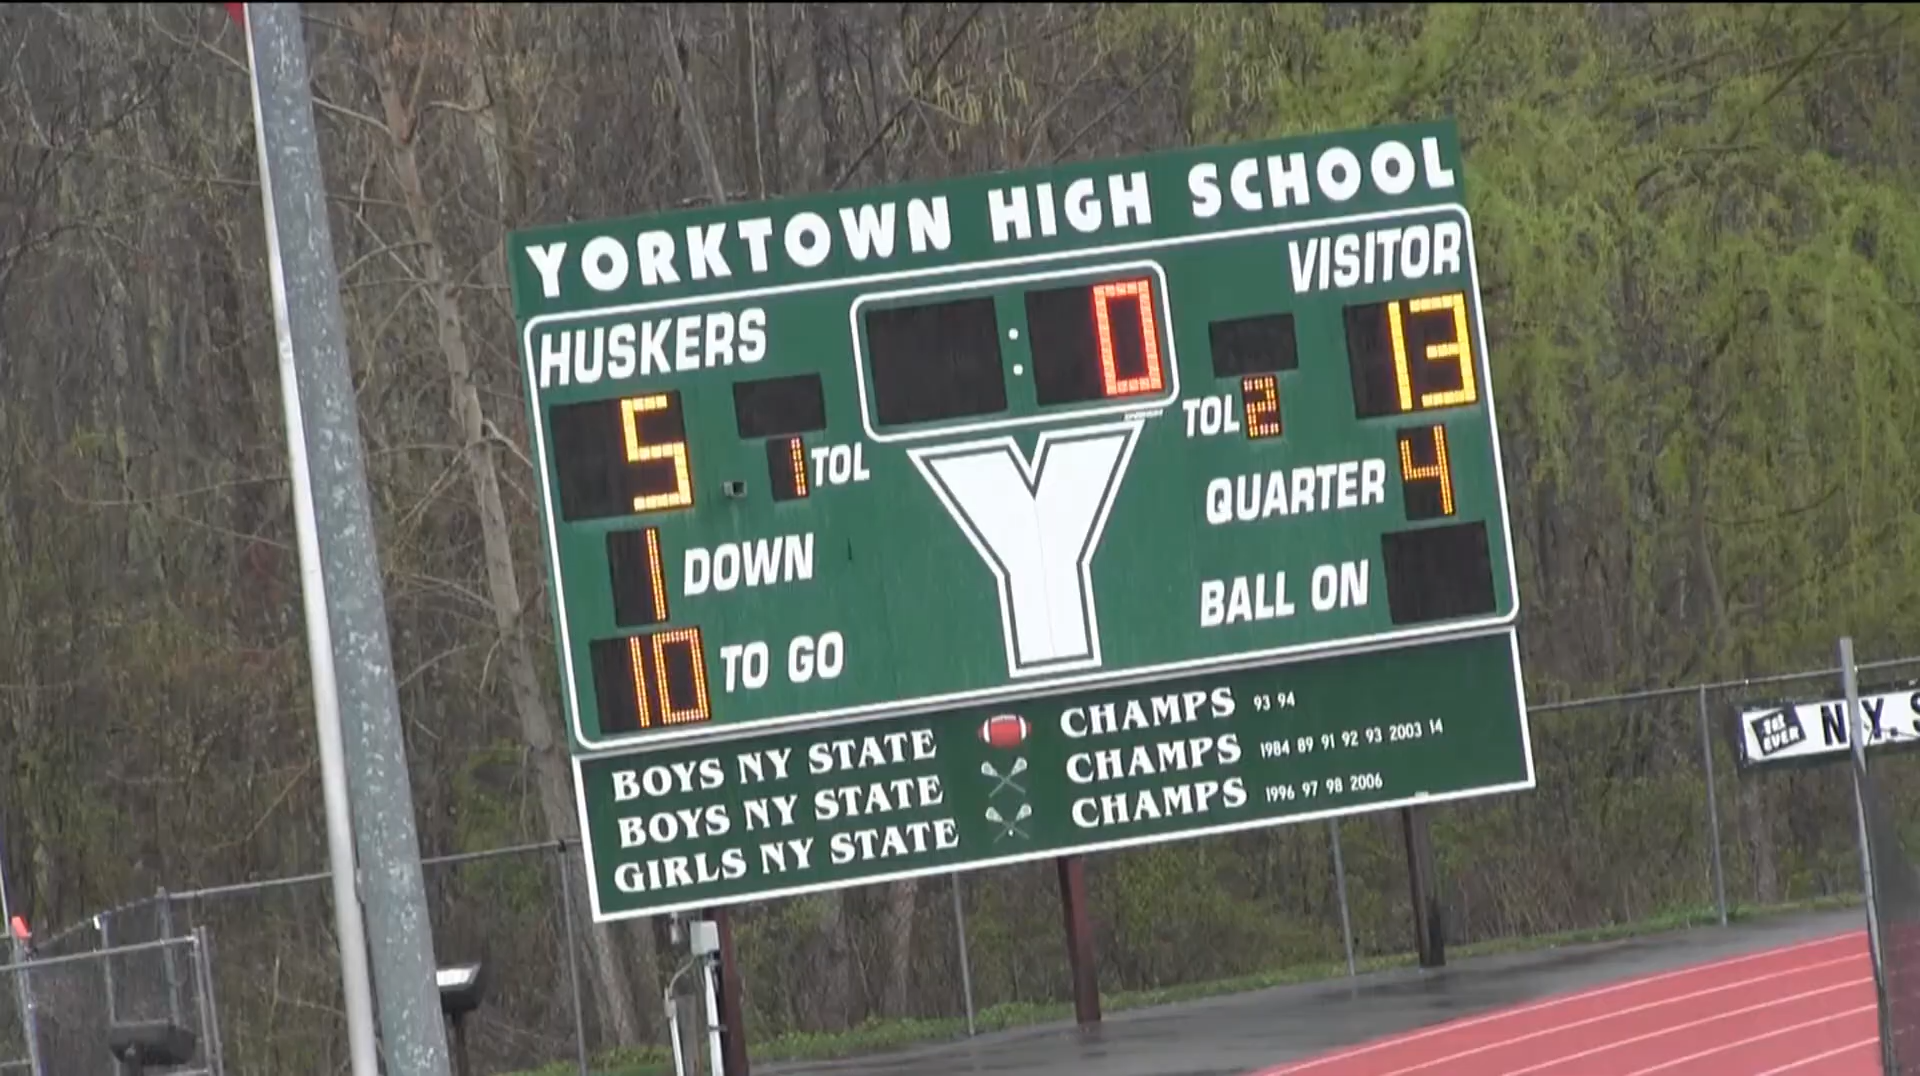 YORKTOWN HIGH SCHOOL
HUSKERS
: 0
VISITOR
5
1 TOL
TOL 2
13
Y
QUARTER 4
1 DOWN
BALL ON
10 TO GO
BOYS NY STATE CHAMPS 93 94
BOYS NY STATE CHAMPS 1984 89 91 92 93 2003 14
GIRLS NY STATE CHAMPS 1996 97 98 2006
1ST EVER N.Y. S